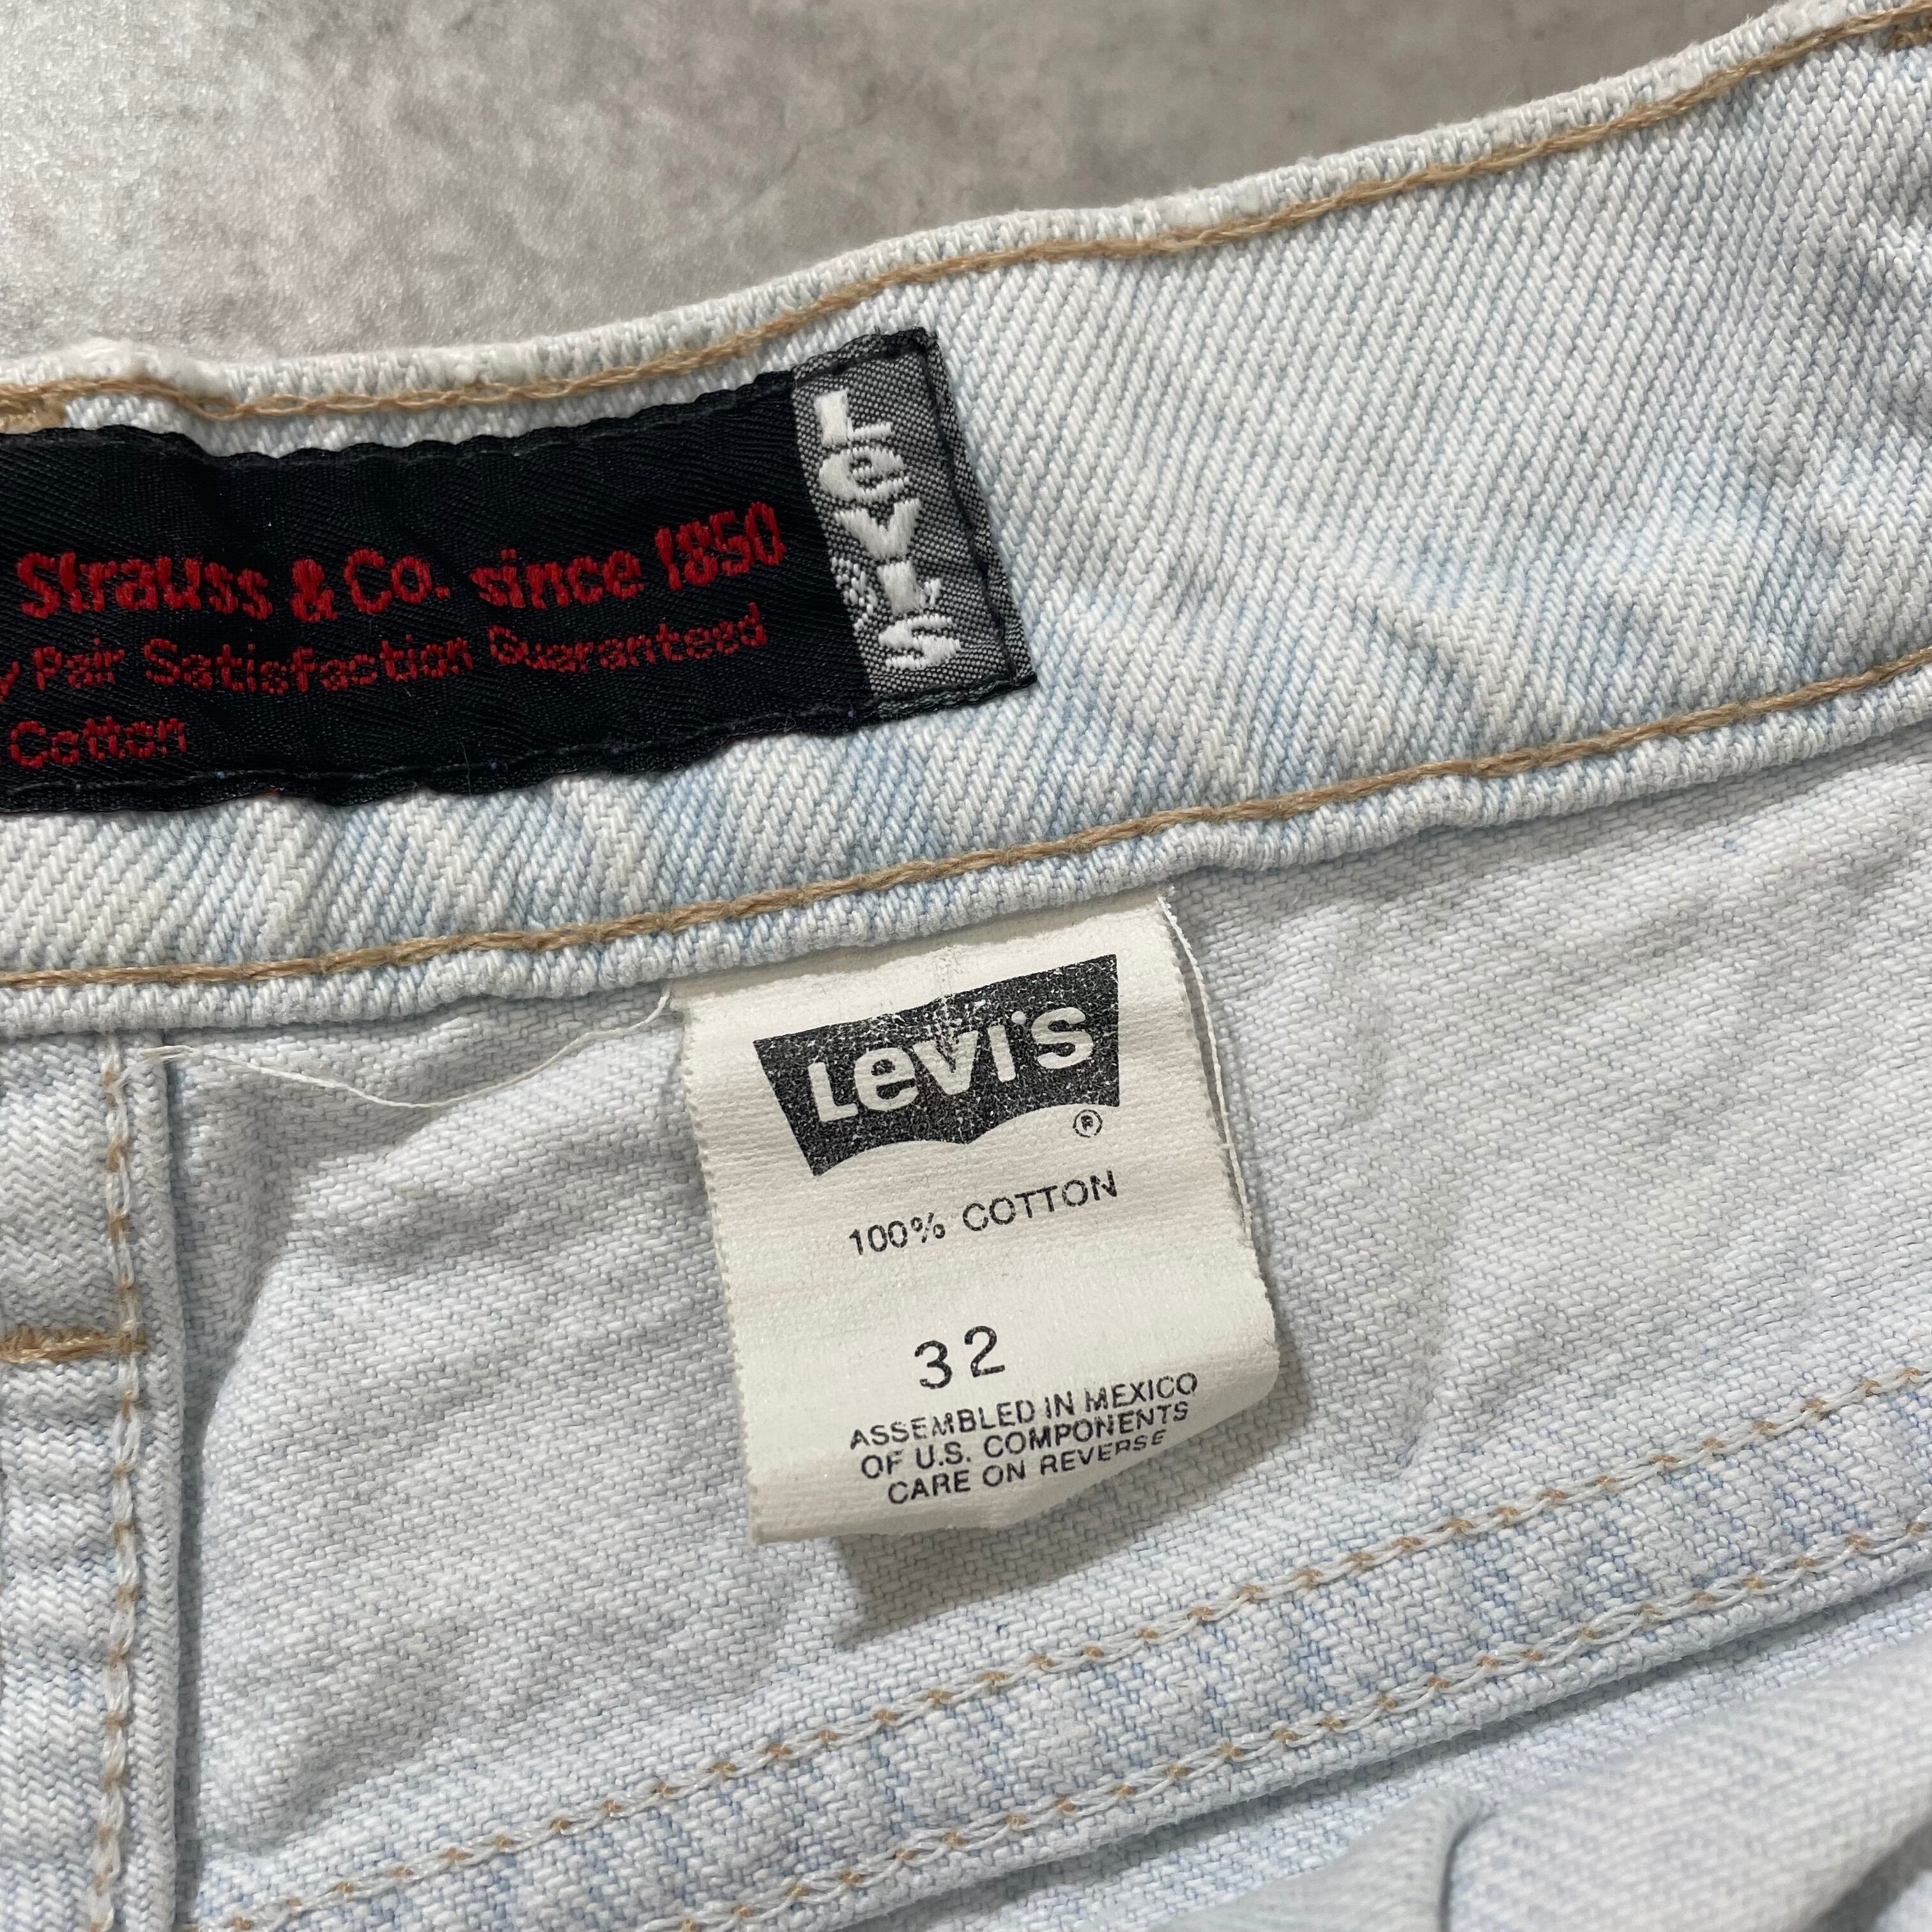 Strauss & Co. since 1850
y Pair Satisfaction Guaranteed
Cotton
Levi's
Levi's
®
100% COTTON
32
ASSEMBLED IN MEXICO
OF U.S. COMPONENTS
CARE ON REVERSE